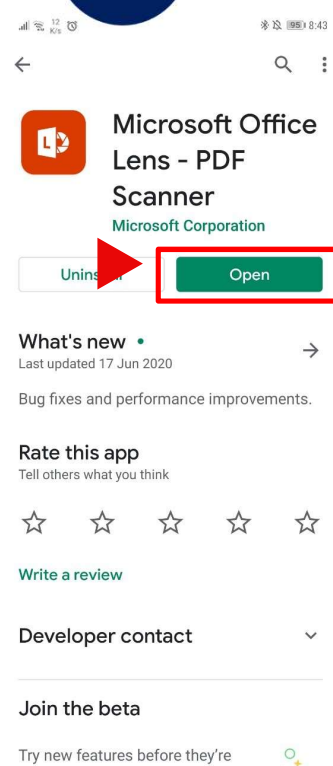 12
K/s
95
8:43
Microsoft Office
Lens - PDF
Scanner
Microsoft Corporation
Open
What's new •
Last updated 17 Jun 2020
Bug fixes and performance improvements.
Rate this app
Tell others what you think
Write a review
Developer contact
Join the beta
Try new features before they're